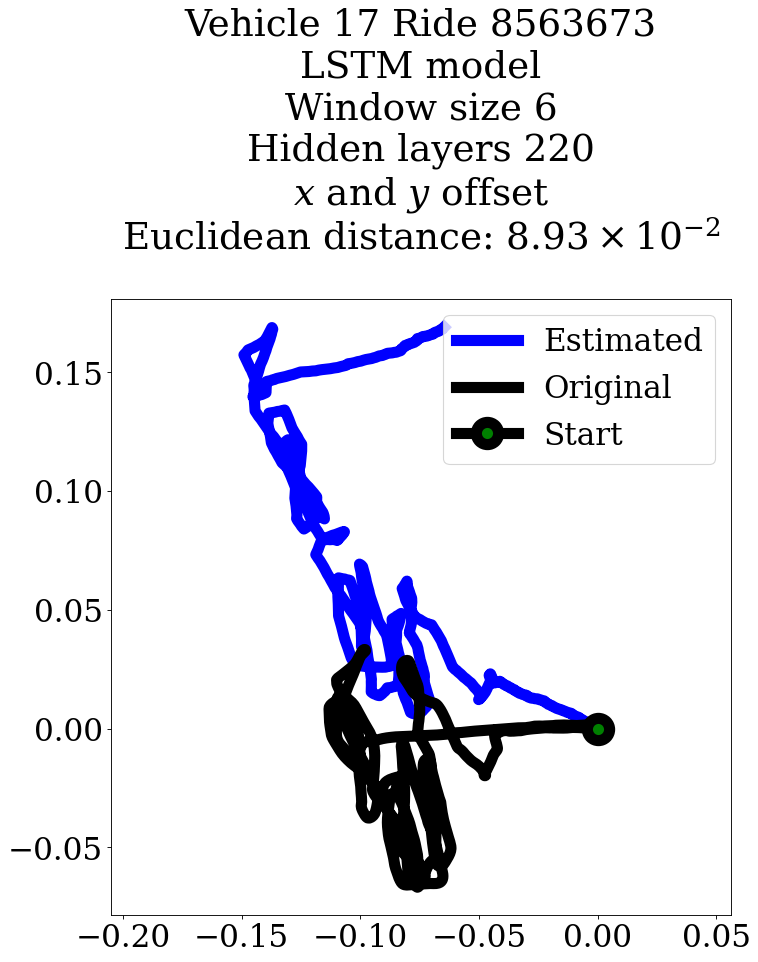 Vehicle 17 Ride 8563673
LSTM model
Window size 6
Hidden layers 220
x and y offset
Euclidean distance: 8.93 × 10⁻²
Estimated
Original
Start
0.15
0.10
0.05
0.00
−0.05
−0.20 −0.15 −0.10 −0.05 0.00 0.05